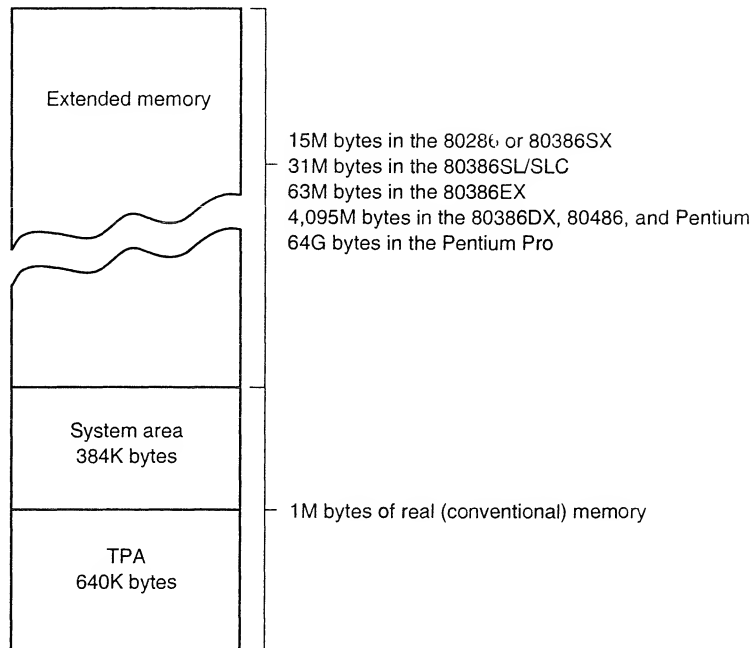 Extended memory
15M bytes in the 80286 or 80386SX
31M bytes in the 80386SL/SLC
63M bytes in the 80386EX
4,095M bytes in the 80386DX, 80486, and Pentium
64G bytes in the Pentium Pro
System area
384K bytes
1M bytes of real (conventional) memory
TPA
640K bytes